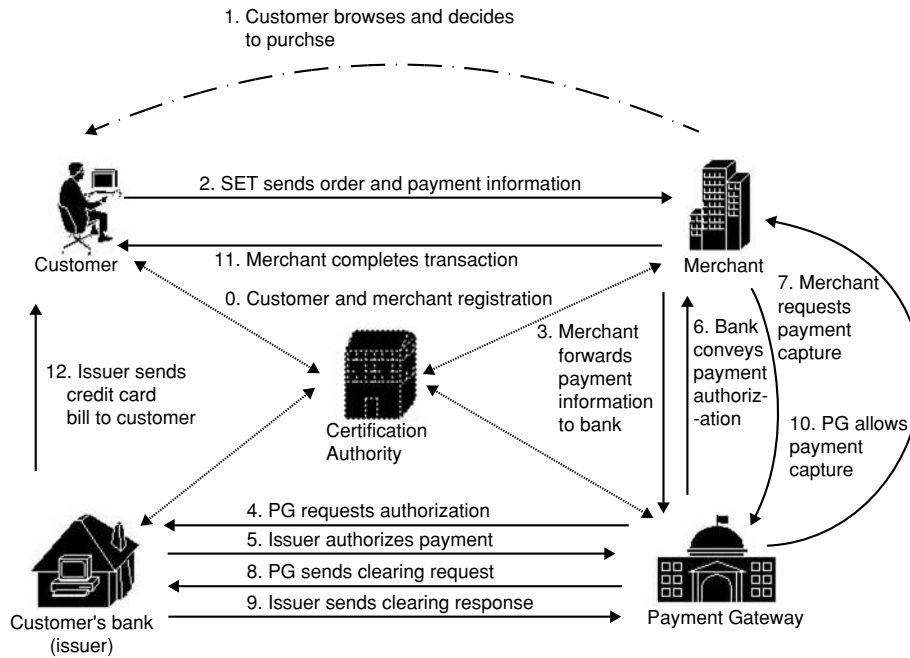 1. Customer browses and decides
to purchse
2. SET sends order and payment information
Customer
11. Merchant completes transaction
Merchant
0. Customer and merchant registration
7. Merchant
requests
payment
capture
3. Merchant
forwards
payment
information
to bank
6. Bank
conveys
payment
authoriz-
-ation
12. Issuer sends
credit card
bill to customer
Certification
Authority
10. PG allows
payment
capture
4. PG requests authorization
5. Issuer authorizes payment
8. PG sends clearing request
9. Issuer sends clearing response
Customer's bank
(issuer)
Payment Gateway